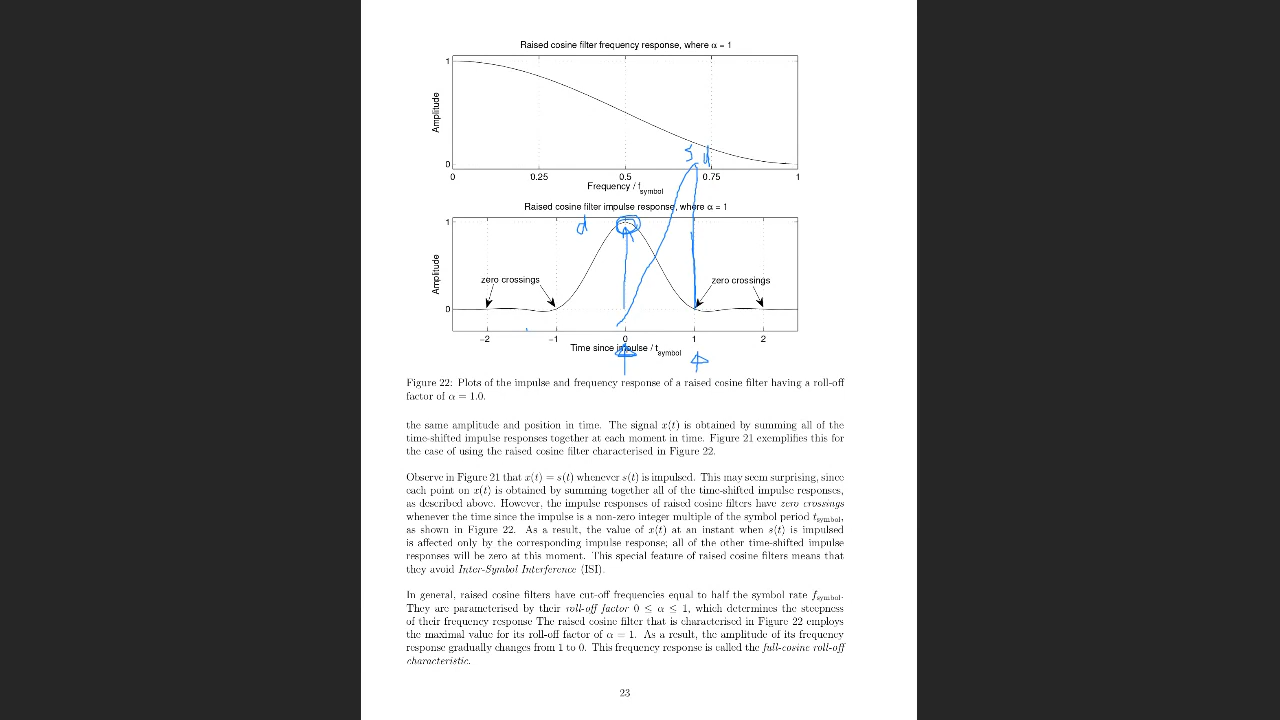 Raised cosine filter frequency response, where α = 1
Amplitude
1
0
0 0.25 0.5 0.75 1
Frequency / fsymbol
3 d
Raised cosine filter impulse response, where α = 1
Amplitude
1
d
zero crossings zero crossings
0
−2 −1 0 1 2
Time since impulse / tsymbol
Figure 22: Plots of the impulse and frequency response of a raised cosine filter having a roll-off
factor of α = 1.0.
the same amplitude and position in time. The signal x(t) is obtained by summing all of the
time-shifted impulse responses together at each moment in time. Figure 21 exemplifies this for
the case of using the raised cosine filter characterised in Figure 22.
Observe in Figure 21 that x(t) = s(t) whenever s(t) is impulsed. This may seem surprising, since
each point on x(t) is obtained by summing together all of the time-shifted impulse responses,
as described above. However, the impulse responses of raised cosine filters have zero crossings
whenever the time since the impulse is a non-zero integer multiple of the symbol period tsymbol,
as shown in Figure 22. As a result, the value of x(t) at an instant when s(t) is impulsed
is affected only by the corresponding impulse response; all of the other time-shifted impulse
responses will be zero at this moment. This special feature of raised cosine filters means that
they avoid Inter-Symbol Interference (ISI).
In general, raised cosine filters have cut-off frequencies equal to half the symbol rate fsymbol.
They are parameterised by their roll-off factor 0 ≤ α ≤ 1, which determines the steepness
of their frequency response The raised cosine filter that is characterised in Figure 22 employs
the maximal value for its roll-off factor of α = 1. As a result, the amplitude of its frequency
response gradually changes from 1 to 0. This frequency response is called the full-cosine roll-off
characteristic.
23